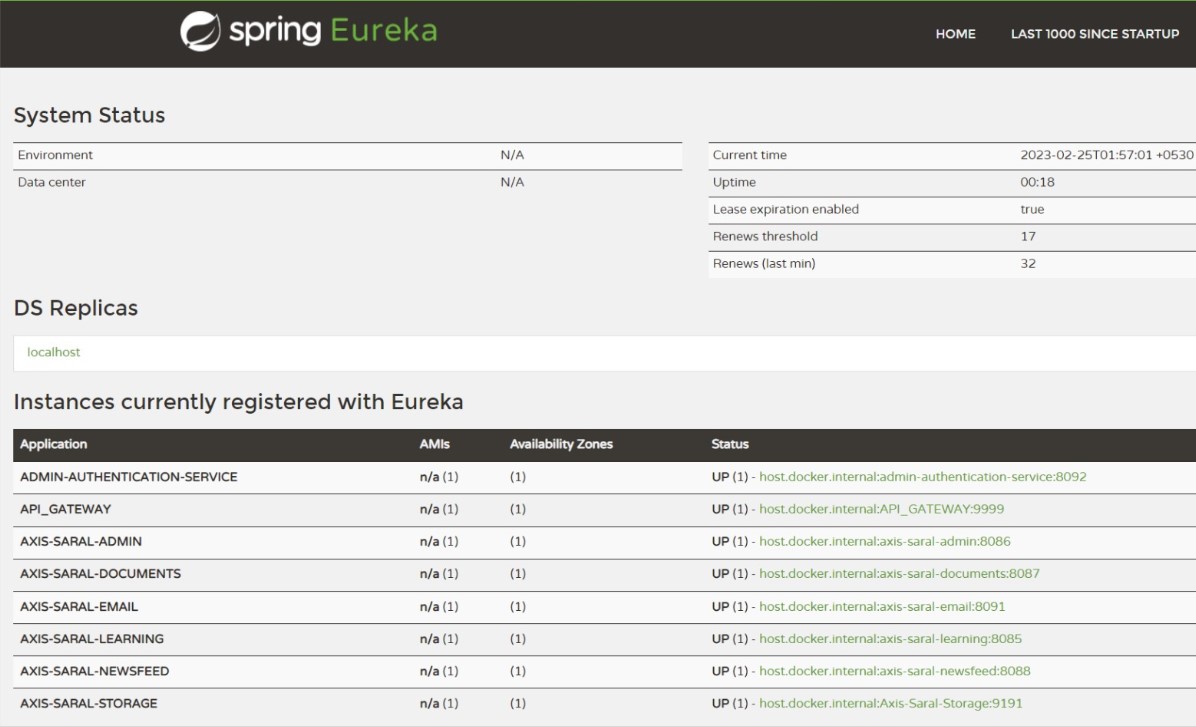 spring Eureka
HOME LAST 1000 SINCE STARTUP
System Status
Environment N/A
Data center N/A
Current time 2023-02-25T01:57:01 +0530
Uptime 00:18
Lease expiration enabled true
Renews threshold 17
Renews (last min) 32
DS Replicas
localhost
Instances currently registered with Eureka
Application AMIs Availability Zones Status
ADMIN-AUTHENTICATION-SERVICE n/a (1) (1) UP (1) - host.docker.internal:admin-authentication-service:8092
API_GATEWAY n/a (1) (1) UP (1) - host.docker.internal:API_GATEWAY:9999
AXIS-SARAL-ADMIN n/a (1) (1) UP (1) - host.docker.internal:axis-saral-admin:8086
AXIS-SARAL-DOCUMENTS n/a (1) (1) UP (1) - host.docker.internal:axis-saral-documents:8087
AXIS-SARAL-EMAIL n/a (1) (1) UP (1) - host.docker.internal:axis-saral-email:8091
AXIS-SARAL-LEARNING n/a (1) (1) UP (1) - host.docker.internal:axis-saral-learning:8085
AXIS-SARAL-NEWSFEED n/a (1) (1) UP (1) - host.docker.internal:axis-saral-newsfeed:8088
AXIS-SARAL-STORAGE n/a (1) (1) UP (1) - host.docker.internal:Axis-Saral-Storage:9191